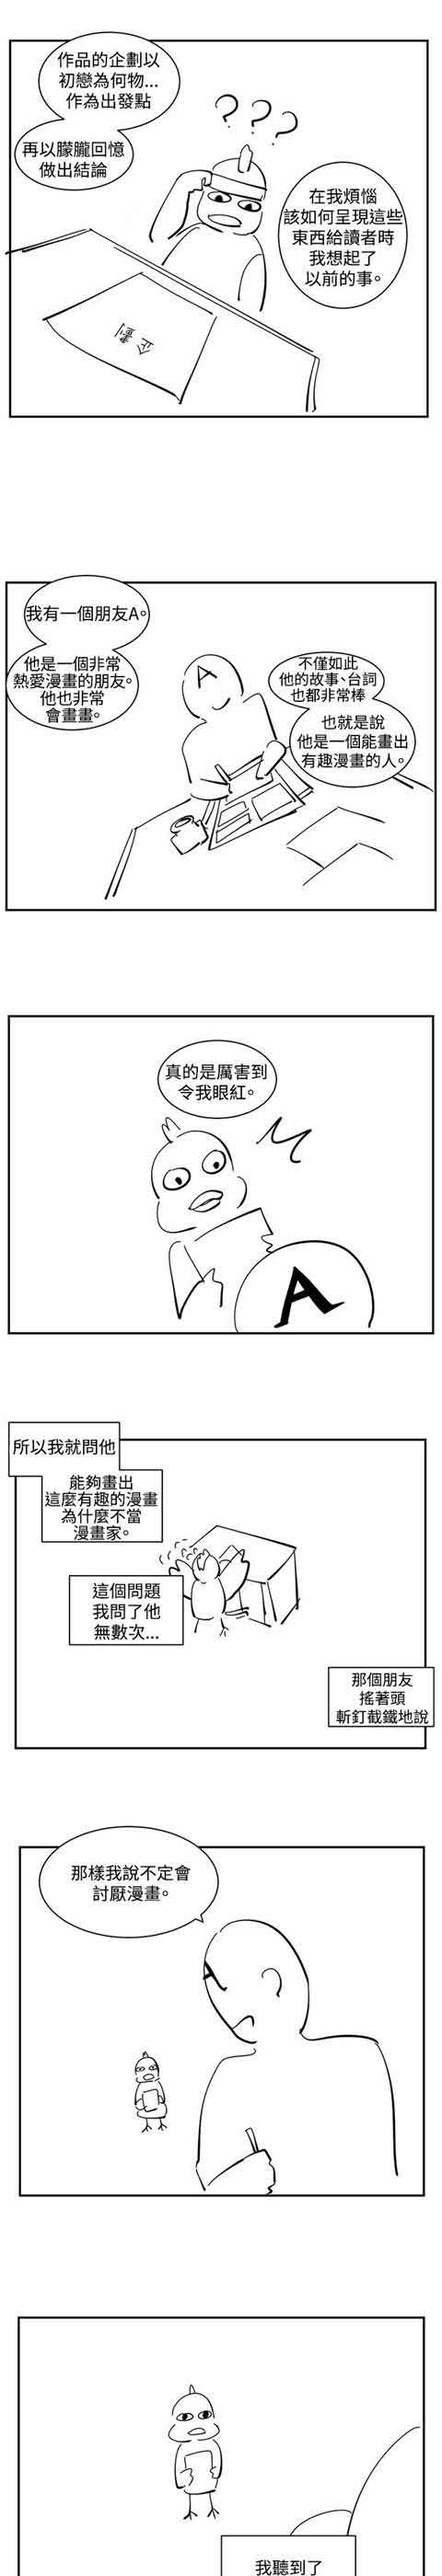 作品的企劃以
初戀為何物...
作為出發點
再以朦朧回憶
做出結論
???
在我煩惱
該如何呈現這些
東西給讀者時
我想起了
以前的事。
企劃
我有一個朋友A。
他是一個非常
熱愛漫畫的朋友。
他也非常
會畫畫。
A
不僅如此
他的故事、台詞
也都非常棒
也就是說
他是一個能畫出
有趣漫畫的人。
真的是厲害到
令我眼紅。
A
所以我就問他
能夠畫出
這麼有趣的漫畫
為什麼不當
漫畫家。
這個問題
我問了他
無數次...
那個朋友
搖著頭
斬釘截鐵地說
那樣我說不定會
討厭漫畫。
A
我聽到了